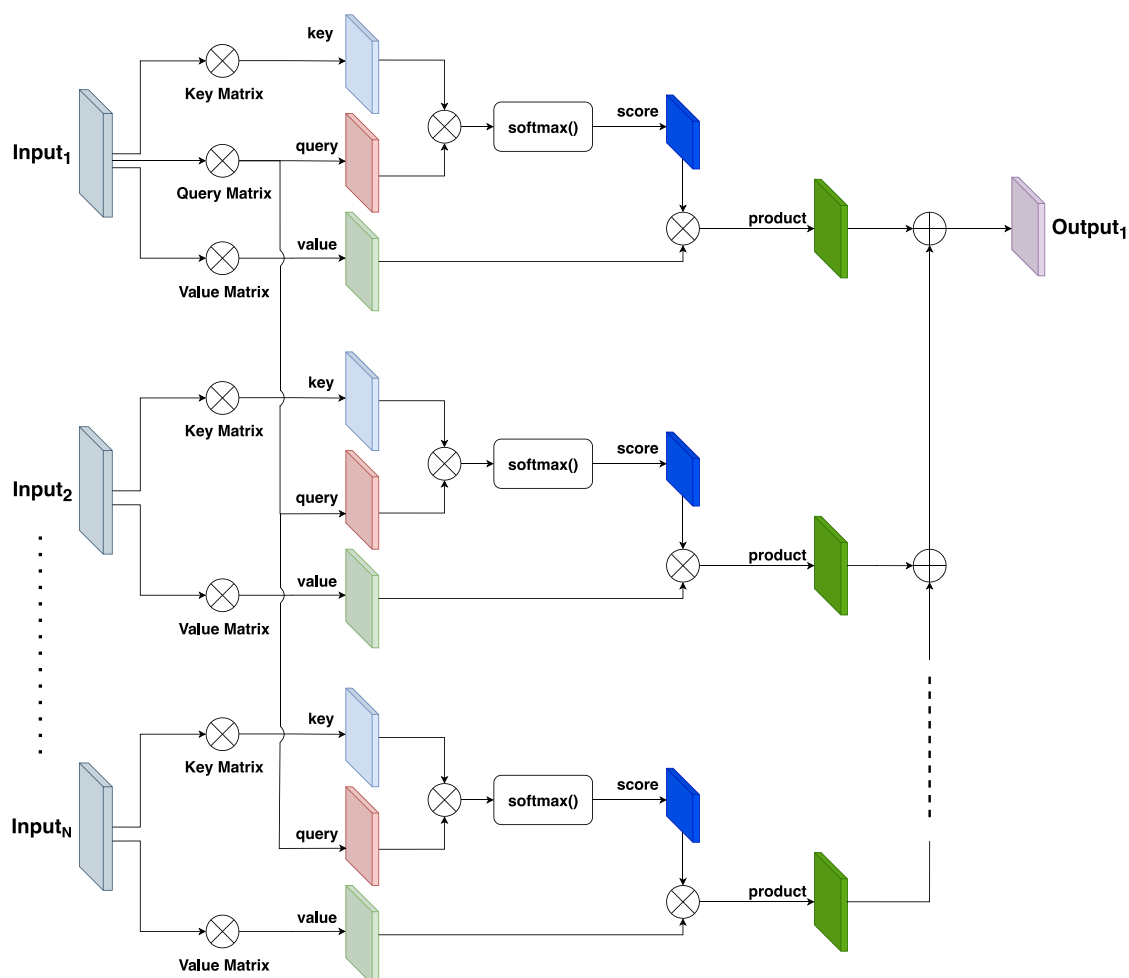 key
Key Matrix
Input₁
query
Query Matrix
value
Value Matrix
softmax()
score
product
Output₁
key
Key Matrix
Input₂
query
value
Value Matrix
softmax()
score
product
key
Key Matrix
Input_N
query
value
Value Matrix
softmax()
score
product